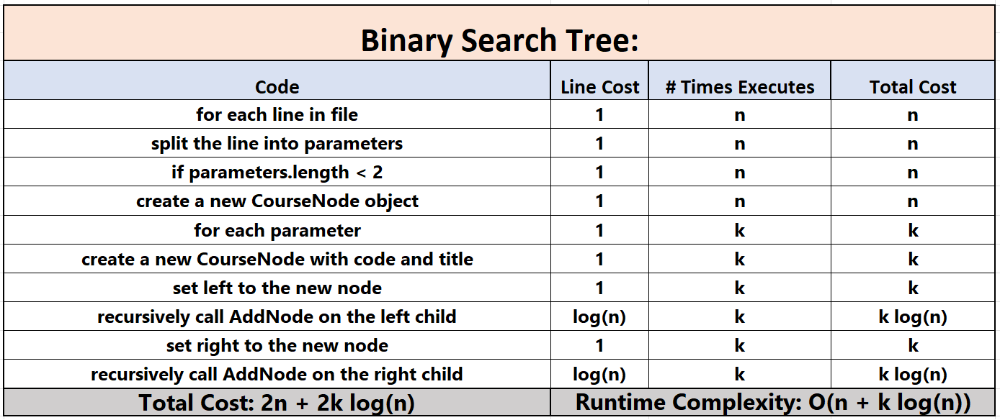 Binary Search Tree:
Code Line Cost # Times Executes Total Cost
for each line in file 1 n n
split the line into parameters 1 n n
if parameters.length < 2 1 n n
create a new CourseNode object 1 n n
for each parameter 1 k k
create a new CourseNode with code and title 1 k k
set left to the new node 1 k k
recursively call AddNode on the left child log(n) k k log(n)
set right to the new node 1 k k
recursively call AddNode on the right child log(n) k k log(n)
Total Cost: 2n + 2k log(n) Runtime Complexity: O(n + k log(n))